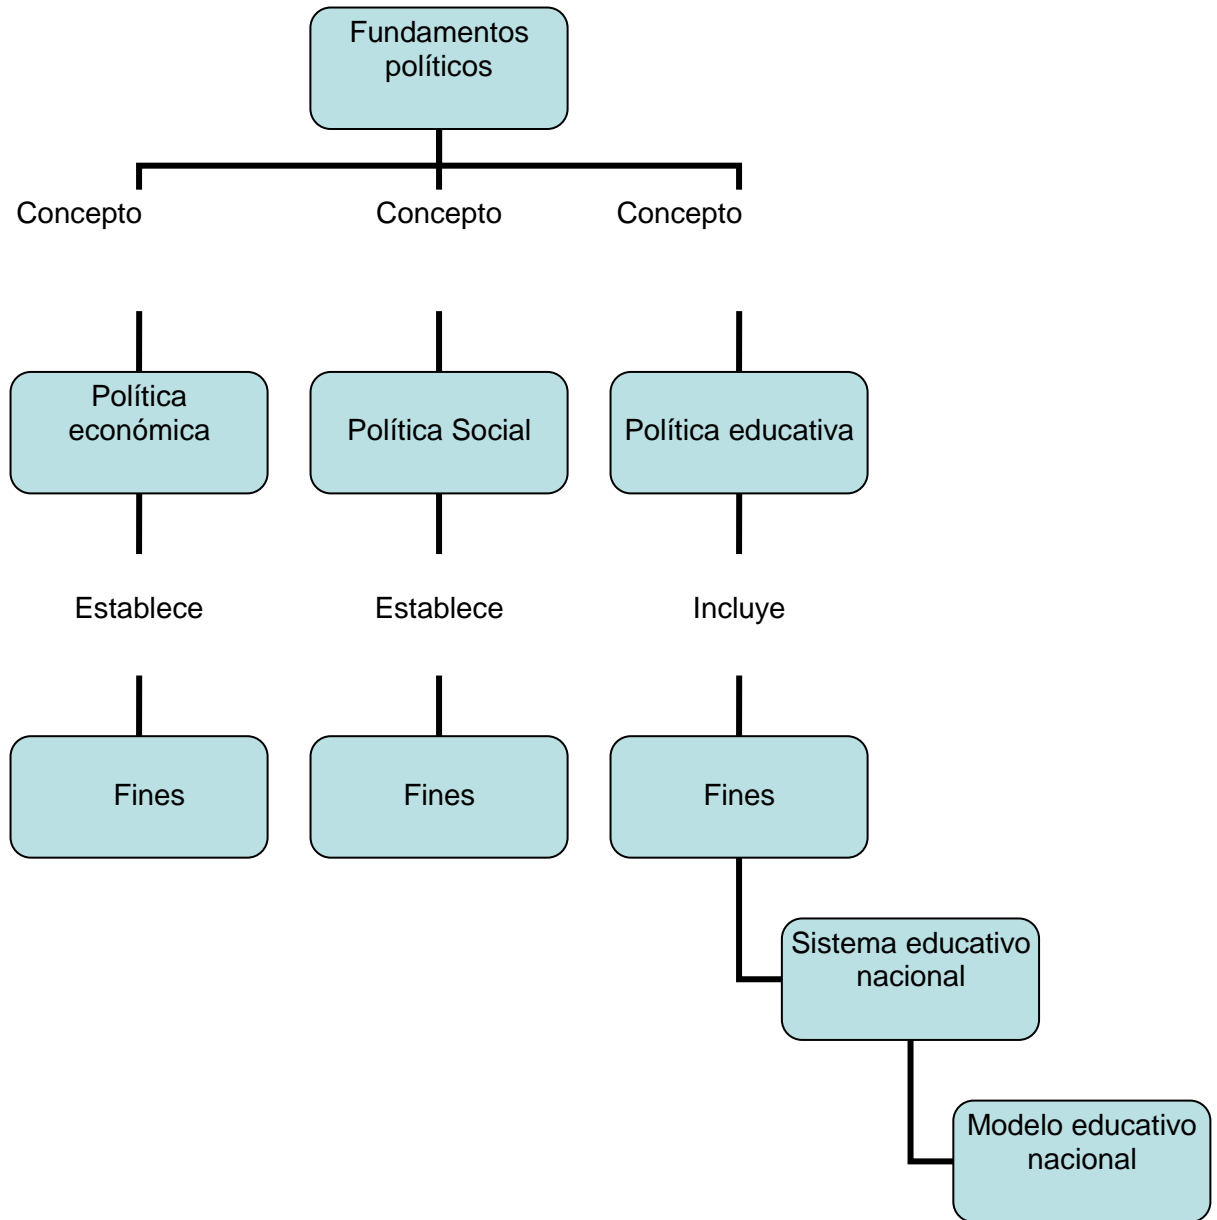 Fundamentos
políticos
Concepto
Concepto
Concepto
Política
económica
Política Social
Política educativa
Establece
Establece
Incluye
Fines
Fines
Fines
Sistema educativo
nacional
Modelo educativo
nacional